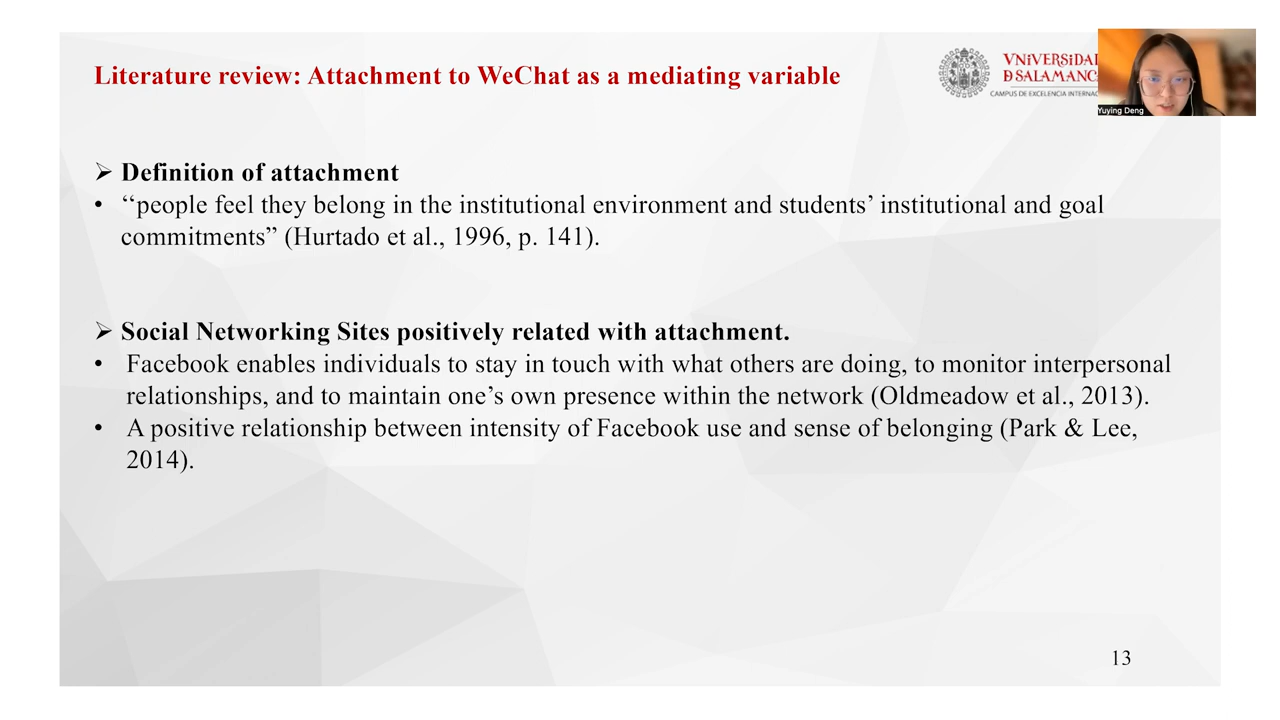 Literature review: Attachment to WeChat as a mediating variable
VNiVERSiDAD
D SALAMANCA
CAMPUS DE EXCELENCIA INTERNAC
Yuying Deng
➢ Definition of attachment
• ‘‘people feel they belong in the institutional environment and students’ institutional and goal
commitments” (Hurtado et al., 1996, p. 141).
➢ Social Networking Sites positively related with attachment.
• Facebook enables individuals to stay in touch with what others are doing, to monitor interpersonal
relationships, and to maintain one’s own presence within the network (Oldmeadow et al., 2013).
• A positive relationship between intensity of Facebook use and sense of belonging (Park & Lee,
2014).
13